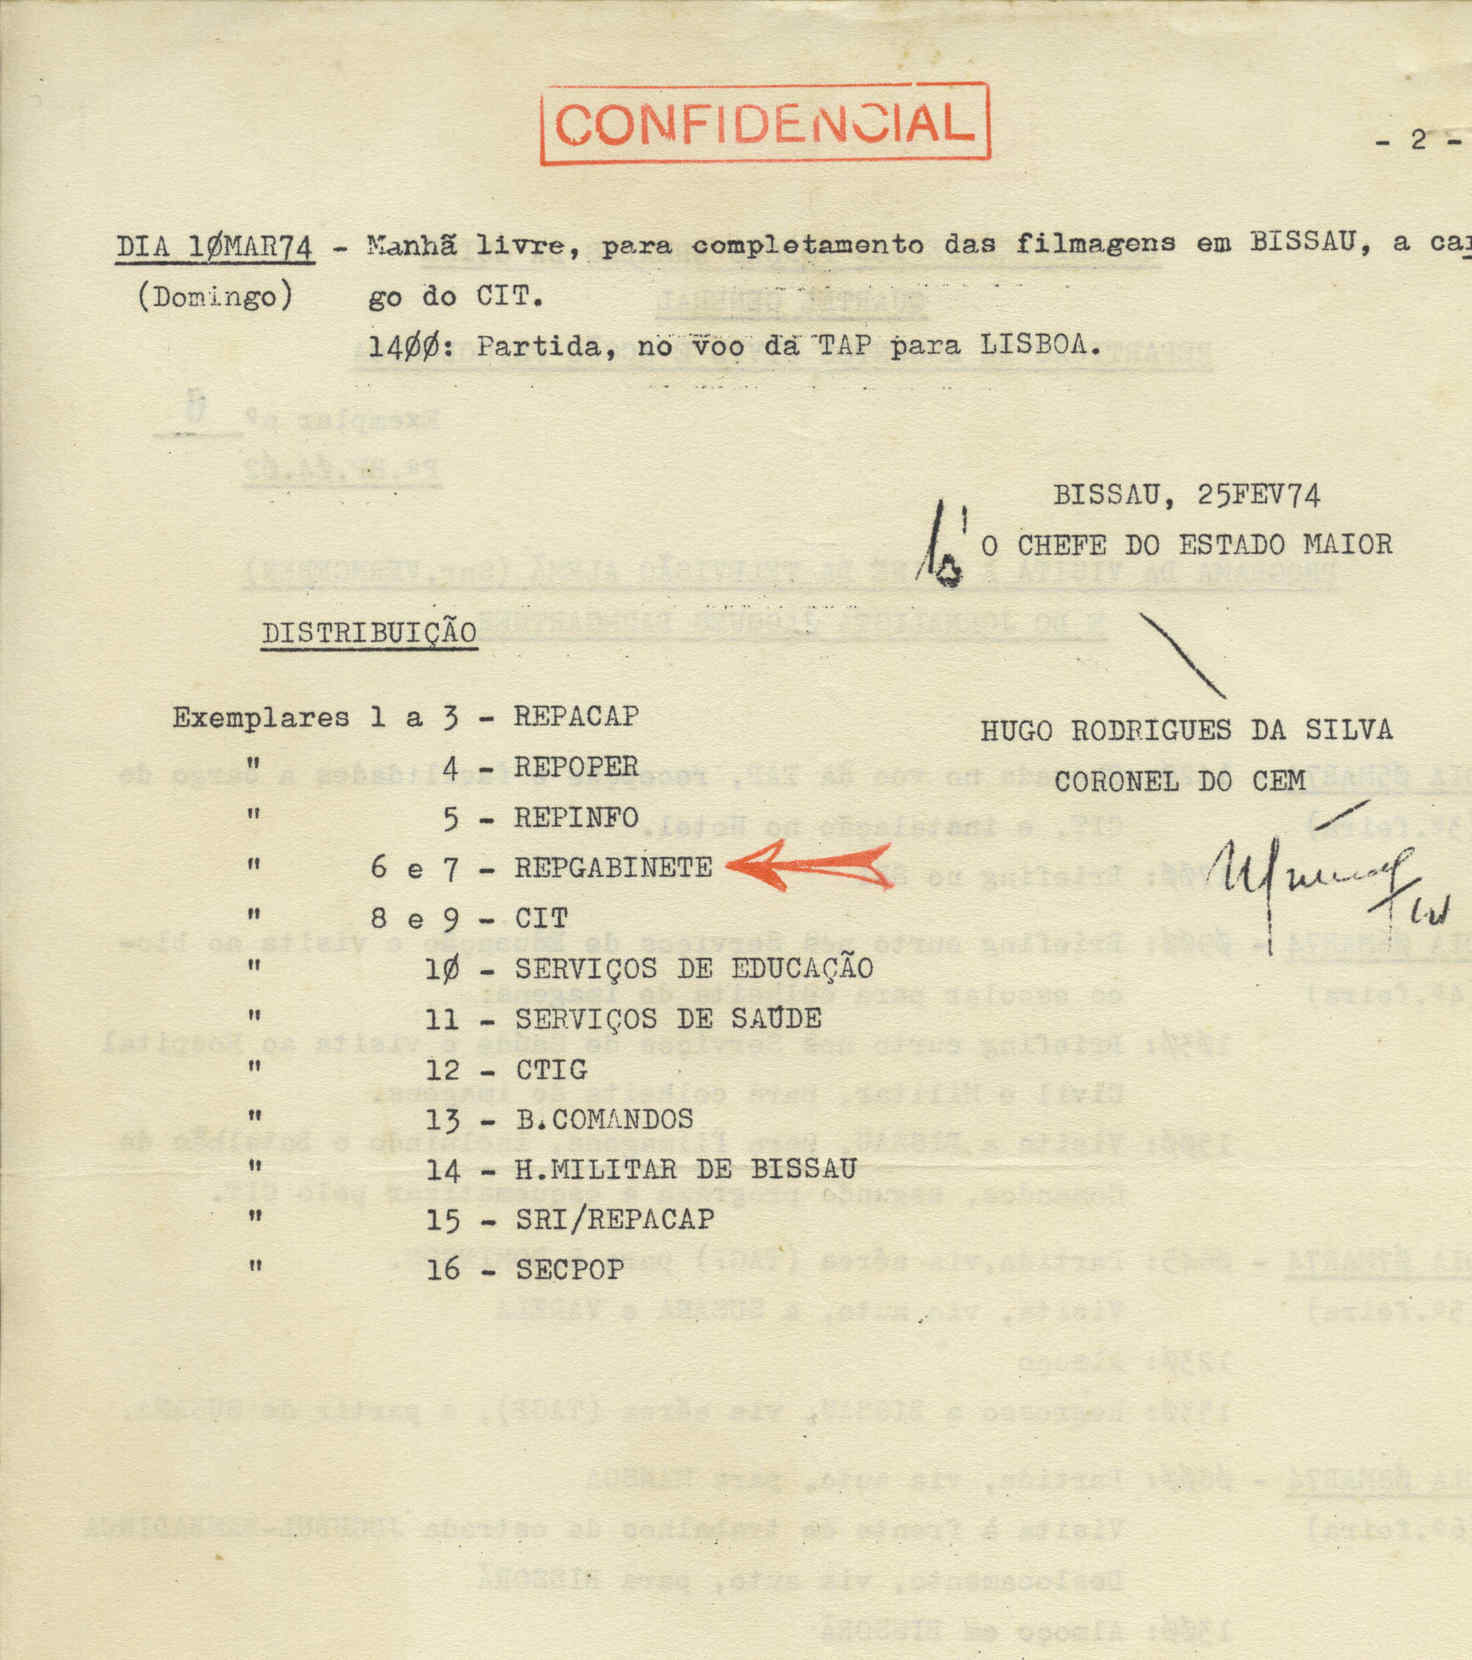 CONFIDENCIAL
- 2 -
DIA 1ØMAR74 - Manhã livre, para completamento das filmagens em BISSAU, a car
(Domingo) go do CIT.
14ØØ: Partida, no voo da TAP para LISBOA.
BISSAU, 25FEV74
O CHEFE DO ESTADO MAIOR
DISTRIBUIÇÃO
HUGO RODRIGUES DA SILVA
CORONEL DO CEM
Exemplares 1 a 3 - REPACAP
" 4 - REPOPER
" 5 - REPINFO
" 6 e 7 - REPGABINETE
" 8 e 9 - CIT
" 1Ø - SERVIÇOS DE EDUCAÇÃO
" 11 - SERVIÇOS DE SAÚDE
" 12 - CTIG
" 13 - B.COMANDOS
" 14 - H.MILITAR DE BISSAU
" 15 - SRI/REPACAP
" 16 - SECPOP